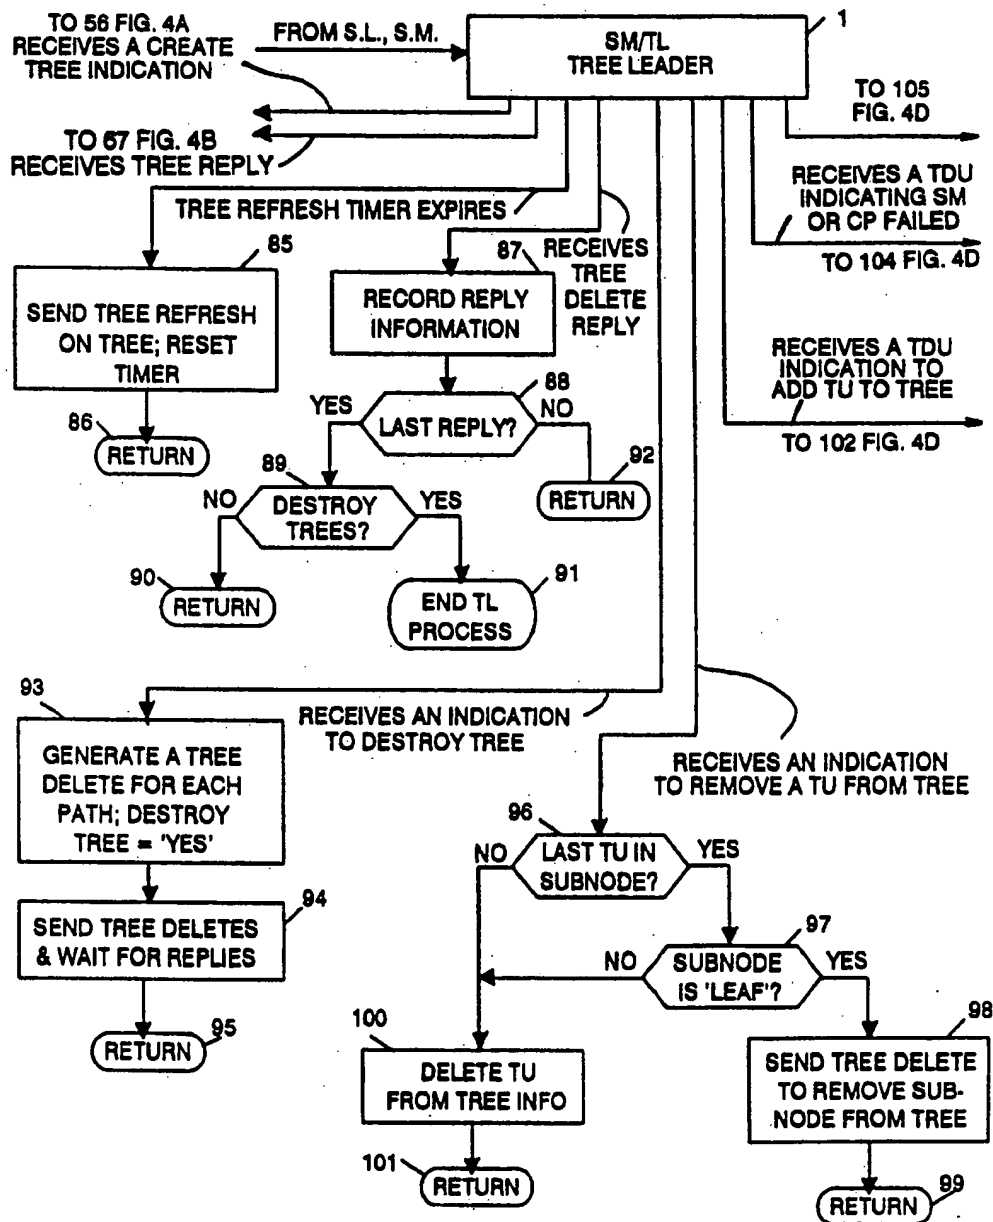 TO 56 FIG. 4A
RECEIVES A CREATE
TREE INDICATION
FROM S.L., S.M.
SM/TL
TREE LEADER
1
TO 67 FIG. 4B
RECEIVES TREE REPLY
TO 105
FIG. 4D
RECEIVES A TDU
INDICATING SM
OR CP FAILED
TO 104 FIG. 4D
TREE REFRESH TIMER EXPIRES
85
SEND TREE REFRESH
ON TREE; RESET
TIMER
86
RETURN
87
RECORD REPLY
INFORMATION
RECEIVES
TREE
DELETE
REPLY
RECEIVES A TDU
INDICATION TO
ADD TU TO TREE
TO 102 FIG. 4D
88
YES
LAST REPLY?
NO
92
RETURN
89
NO
DESTROY
TREES?
YES
90
RETURN
91
END TL
PROCESS
93
RECEIVES AN INDICATION
TO DESTROY TREE
GENERATE A TREE
DELETE FOR EACH
PATH; DESTROY
TREE = 'YES'
94
SEND TREE DELETES
& WAIT FOR REPLIES
95
RETURN
RECEIVES AN INDICATION
TO REMOVE A TU FROM TREE
96
NO
LAST TU IN
SUBNODE?
YES
97
NO
SUBNODE
IS 'LEAF'?
YES
100
DELETE TU
FROM TREE INFO
101
RETURN
98
SEND TREE DELETE
TO REMOVE SUB-
NODE FROM TREE
99
RETURN